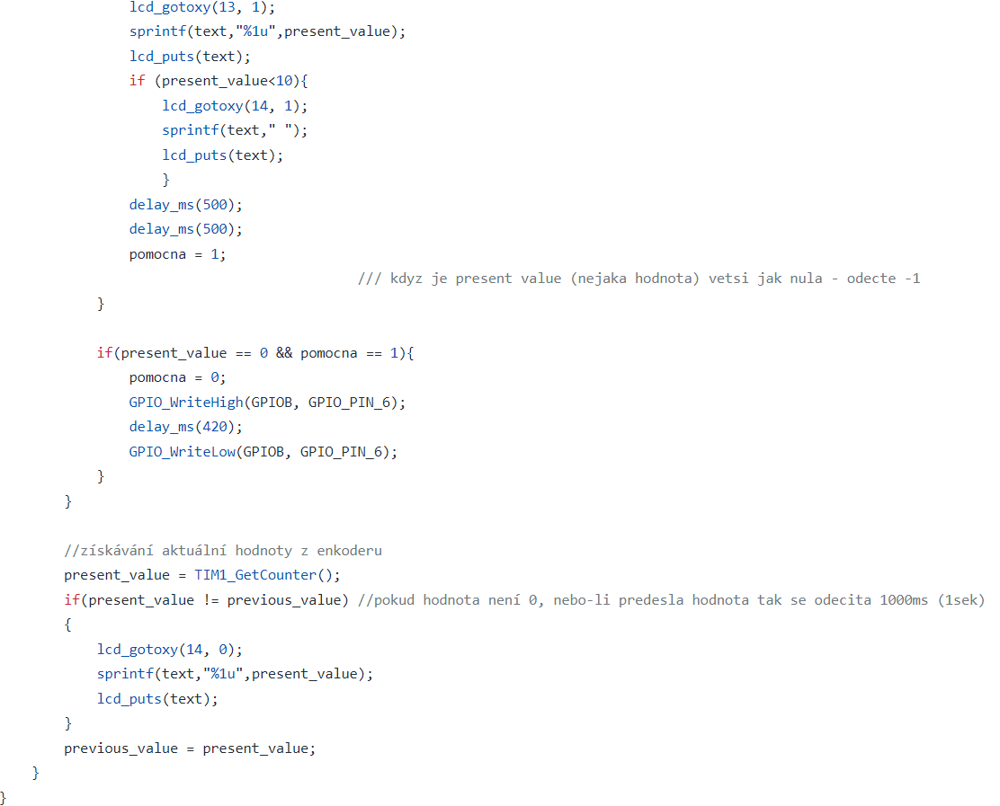 lcd_gotoxy(13, 1);
sprintf(text,"%1u",present_value);
lcd_puts(text);
if (present_value<10){
lcd_gotoxy(14, 1);
sprintf(text," ");
lcd_puts(text);
}
delay_ms(500);
delay_ms(500);
pomocna = 1;
/// kdyz je present value (nejaka hodnota) vetsi jak nula - odecte -1
}
if(present_value == 0 && pomocna == 1){
pomocna = 0;
GPIO_WriteHigh(GPIOB, GPIO_PIN_6);
delay_ms(420);
GPIO_WriteLow(GPIOB, GPIO_PIN_6);
}
}
//získávání aktuální hodnoty z enkoderu
present_value = TIM1_GetCounter();
if(present_value != previous_value) //pokud hodnota není 0, nebo-li predesla hodnota tak se odecita 1000ms (1sek)
{
lcd_gotoxy(14, 0);
sprintf(text,"%1u",present_value);
lcd_puts(text);
}
previous_value = present_value;
}
}